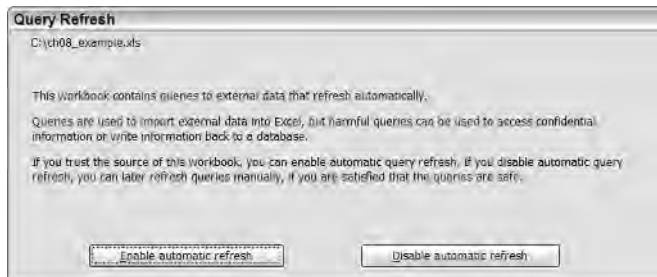 Query Refresh
C:\ch08_example.xls
This workbook contains queries to external data that refresh automatically.
Queries are used to import external data into Excel, but harmful queries can be used to access confidential
information or write information back to a database.
If you trust the source of this workbook, you can enable automatic query refresh. If you disable automatic query
refresh, you can later refresh queries manually, if you are satisfied that the queries are safe.
Enable automatic refresh
Disable automatic refresh